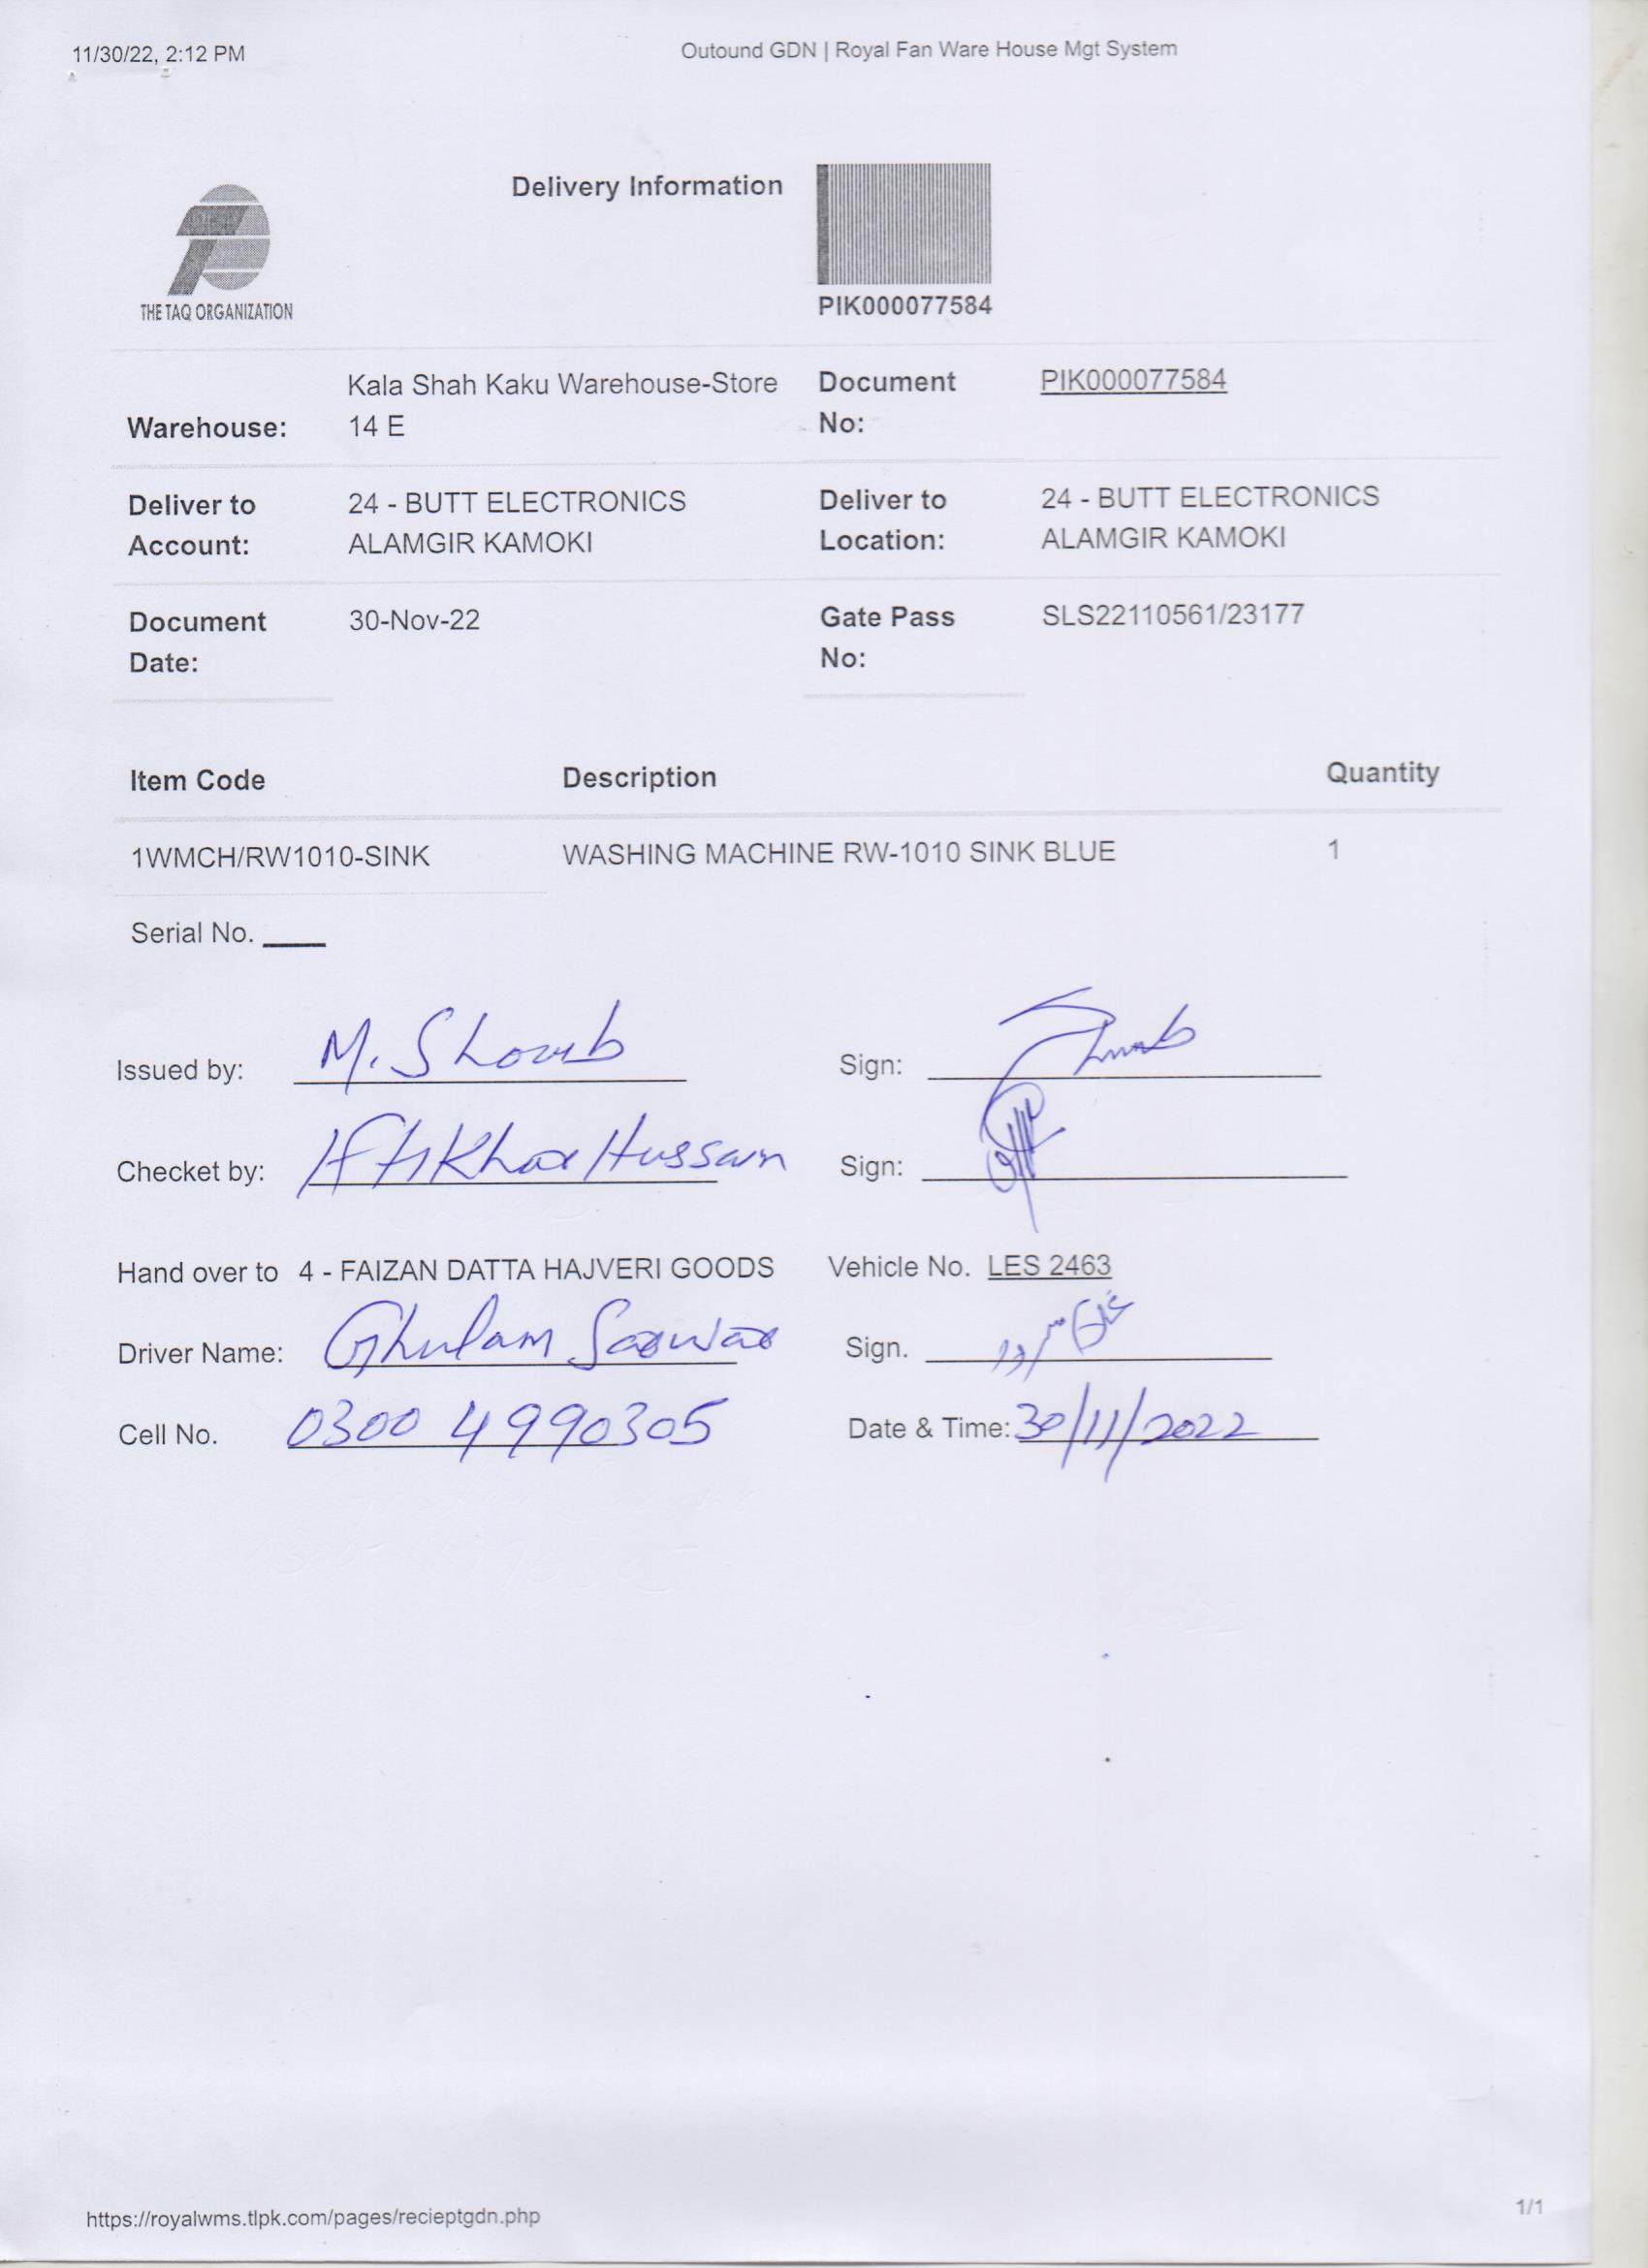 11/30/22, 2:12 PM
Outound GDN | Royal Fan Ware House Mgt System
Delivery Information
THE TAQ ORGANIZATION
PIK000077584
Warehouse: Kala Shah Kaku Warehouse-Store 14 E
Document No: PIK000077584
Deliver to Account: 24 - BUTT ELECTRONICS ALAMGIR KAMOKI
Deliver to Location: 24 - BUTT ELECTRONICS ALAMGIR KAMOKI
Document Date: 30-Nov-22
Gate Pass No: SLS22110561/23177
Item Code Description Quantity
1WMCH/RW1010-SINK WASHING MACHINE RW-1010 SINK BLUE 1
Serial No.
Issued by: M. Sign:
Checket by: Iftikhar Hussain Sign:
Hand over to 4 - FAIZAN DATTA HAJVERI GOODS Vehicle No. LES 2463
Driver Name: Ghulam Sarwar Sign. غلام سرور
Cell No. 0300 4990305 Date & Time: 30/11/2022
https://royalwms.tlpk.com/pages/recieptgdn.php
1/1